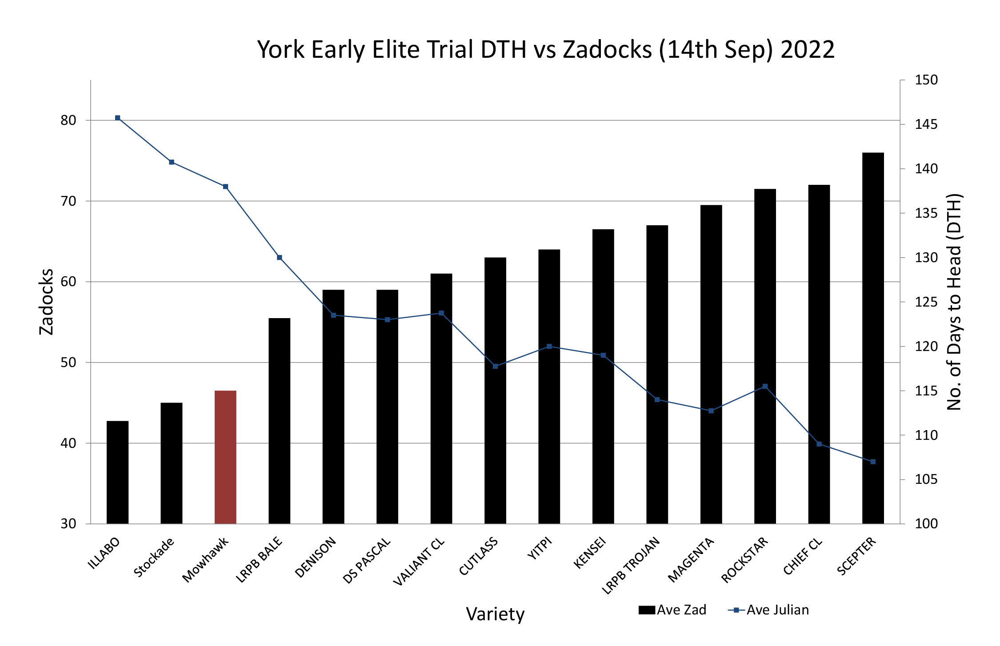 York Early Elite Trial DTH vs Zadocks (14th Sep) 2022
Zadocks
80
70
60
50
40
30
150
145
140
135
130
125
120
115
110
105
100
No. of Days to Head (DTH)
ILLABO
Stockade
Mowhawk
LRPB BALE
DENISON
DS PASCAL
VALIANT CL
CUTLASS
YITPI
KENSEI
LRPB TROJAN
MAGENTA
ROCKSTAR
CHIEF CL
SCEPTER
Variety
Ave Zad
Ave Julian